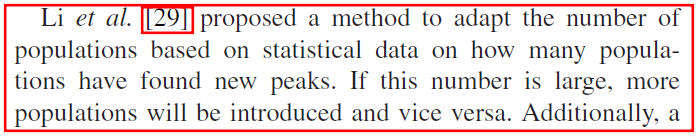 Li et al. [29] proposed a method to adapt the number of
populations based on statistical data on how many popula-
tions have found new peaks. If this number is large, more
populations will be introduced and vice versa. Additionally, a